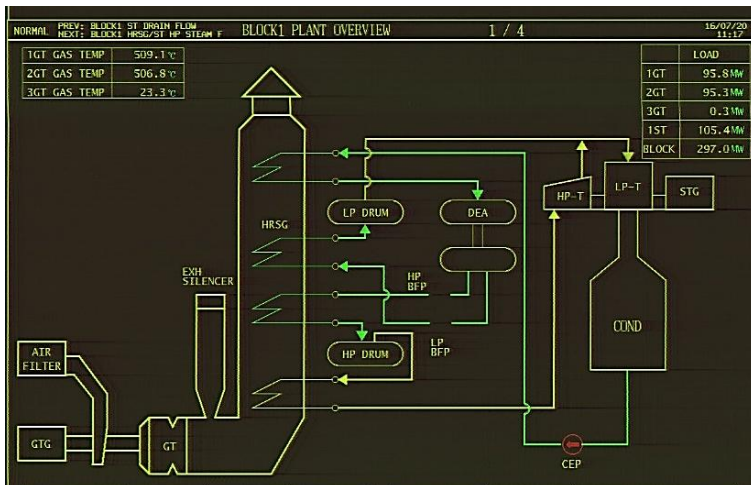 NORMAL PREV: BLOCK1 ST DRAIN FLOW
NEXT: BLOCK1 HRSG/ST HP STEAM F
BLOCK1 PLANT OVERVIEW
1 / 4
16/07/20
11:17
1GT GAS TEMP 509.1℃
2GT GAS TEMP 506.8℃
3GT GAS TEMP 23.3℃
LOAD
1GT 95.8MW
2GT 95.3MW
3GT 0.3MW
1ST 105.4MW
BLOCK 297.0MW
HRSG
LP DRUM
DEA
HP-T
LP-T
STG
EXH
SILENCER
HP
BFP
LP
BFP
COND
AIR
FILTER
HP DRUM
GTG
GT
CEP